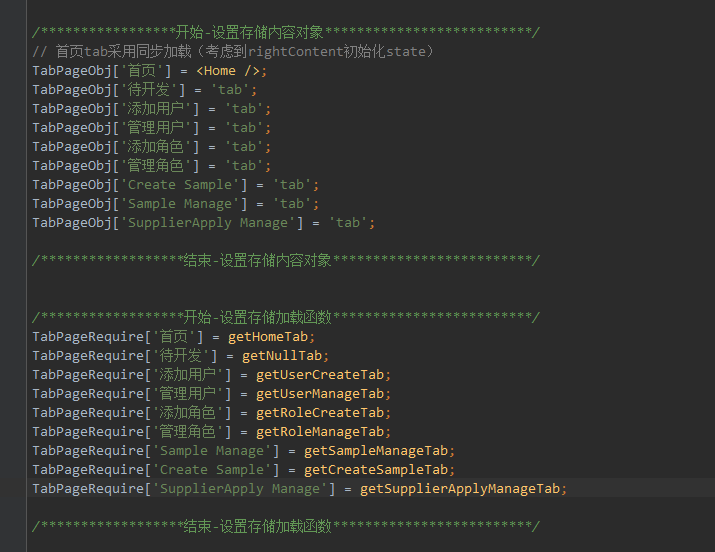 /*****************开始-设置存储内容对象**************************/
// 首页tab采用同步加载（考虑到rightContent初始化state）
TabPageObj['首页'] = <Home />;
TabPageObj['待开发'] = 'tab';
TabPageObj['添加用户'] = 'tab';
TabPageObj['管理用户'] = 'tab';
TabPageObj['添加角色'] = 'tab';
TabPageObj['管理角色'] = 'tab';
TabPageObj['Create Sample'] = 'tab';
TabPageObj['Sample Manage'] = 'tab';
TabPageObj['SupplierApply Manage'] = 'tab';
/******************结束-设置存储内容对象*************************/
/******************开始-设置存储加载函数*************************/
TabPageRequire['首页'] = getHomeTab;
TabPageRequire['待开发'] = getNullTab;
TabPageRequire['添加用户'] = getUserCreateTab;
TabPageRequire['管理用户'] = getUserManageTab;
TabPageRequire['添加角色'] = getRoleCreateTab;
TabPageRequire['管理角色'] = getRoleManageTab;
TabPageRequire['Sample Manage'] = getSampleManageTab;
TabPageRequire['Create Sample'] = getCreateSampleTab;
TabPageRequire['SupplierApply Manage'] = getSupplierApplyManageTab;
/******************结束-设置存储加载函数*************************/